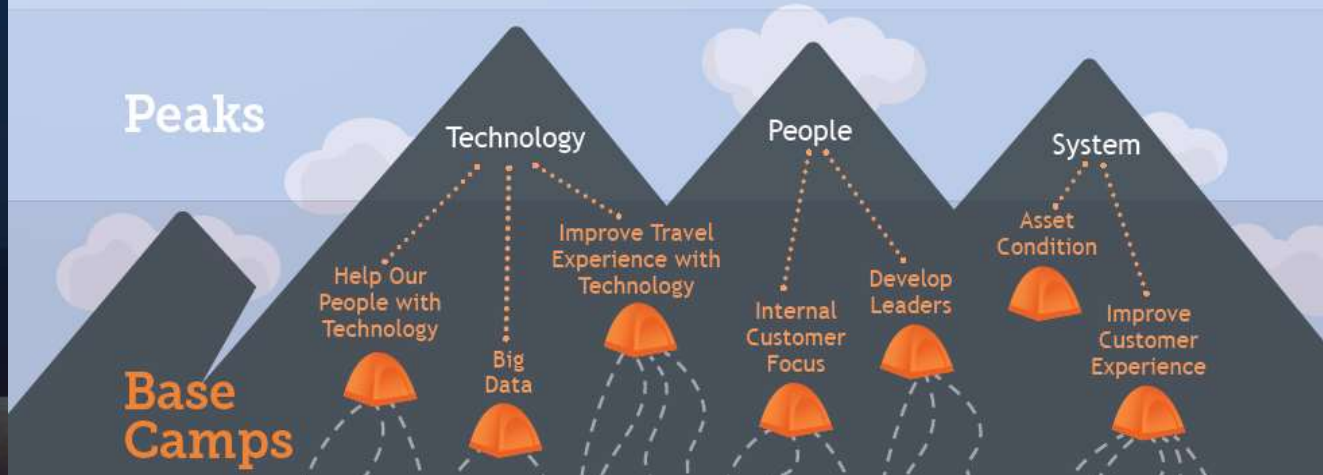 Peaks
Technology
People
System
Help Our
People with
Technology
Big
Data
Improve Travel
Experience with
Technology
Internal
Customer
Focus
Develop
Leaders
Asset
Condition
Improve
Customer
Experience
Base
Camps